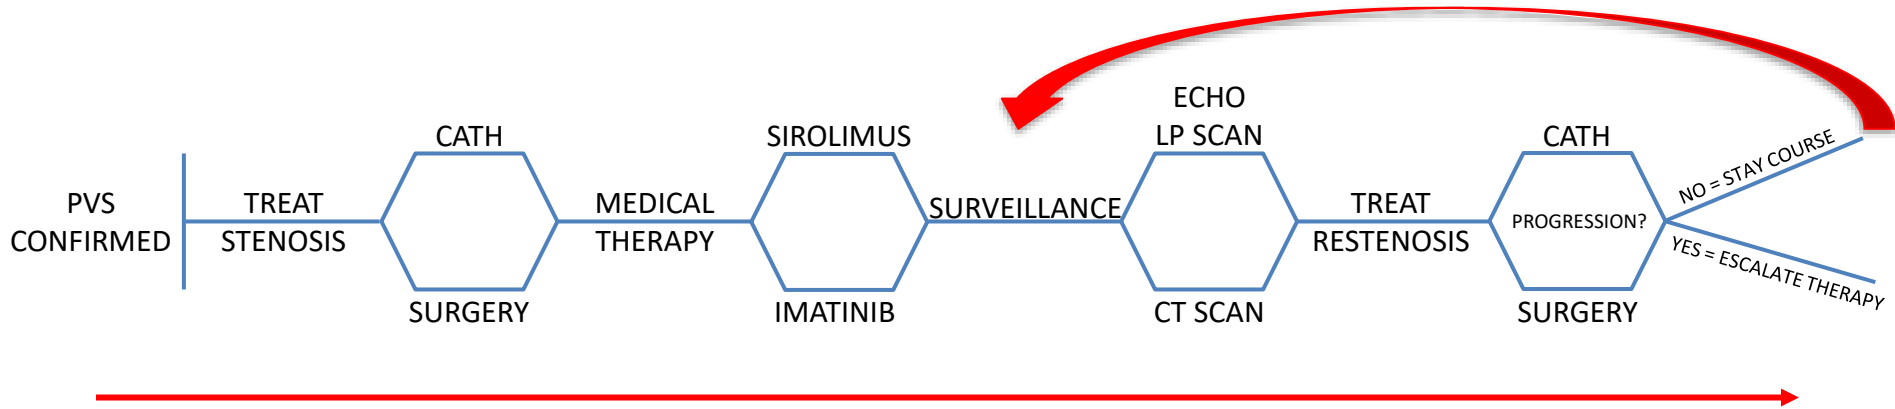 PVS
CONFIRMED
TREAT
STENOSIS
CATH
SURGERY
MEDICAL
THERAPY
SIROLIMUS
IMATINIB
SURVEILLANCE
ECHO
LP SCAN
CT SCAN
TREAT
RESTENOSIS
CATH
PROGRESSION?
SURGERY
NO = STAY COURSE
YES = ESCALATE THERAPY